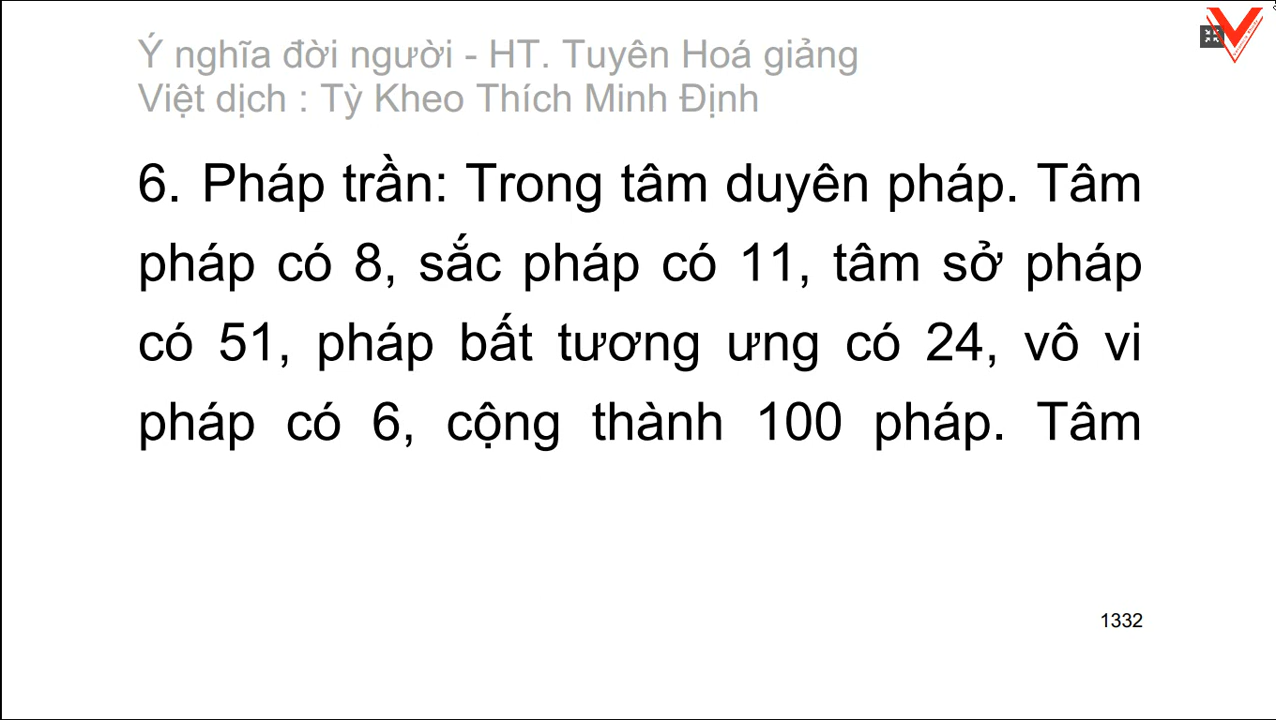 Ý nghĩa đời người - HT. Tuyên Hoá giảng
Việt dịch : Tỳ Kheo Thích Minh Định
6. Pháp trần: Trong tâm duyên pháp. Tâm
pháp có 8, sắc pháp có 11, tâm sở pháp
có 51, pháp bất tương ưng có 24, vô vi
pháp có 6, cộng thành 100 pháp. Tâm
1332